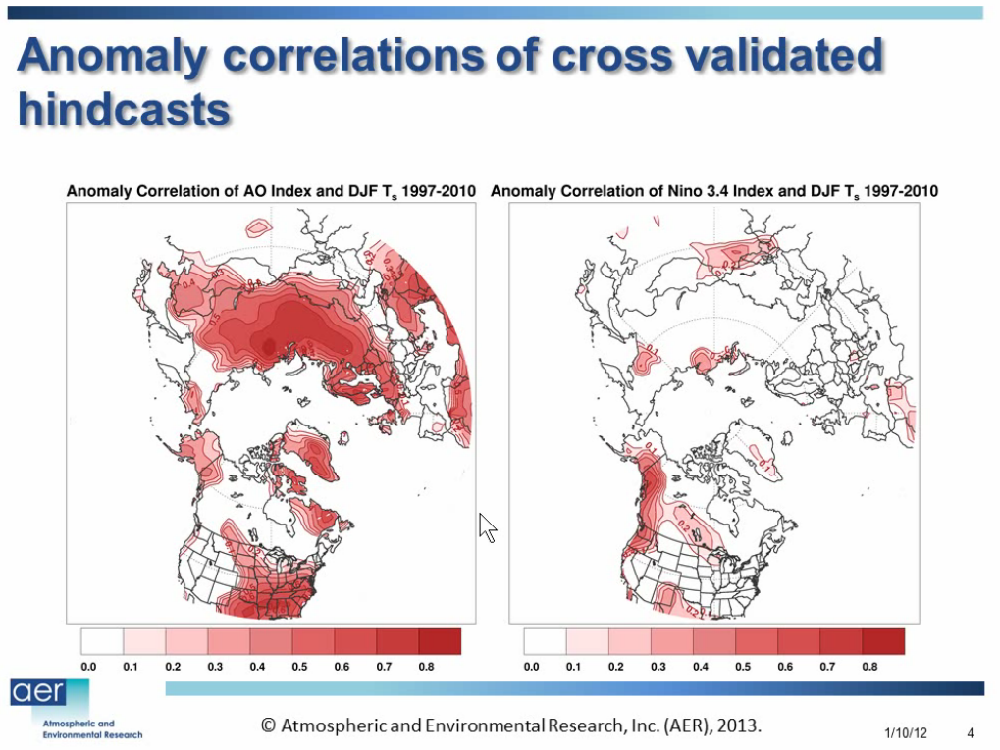 Anomaly correlations of cross validated
hindcasts
Anomaly Correlation of AO Index and DJF Ts 1997-2010
Anomaly Correlation of Nino 3.4 Index and DJF Ts 1997-2010
0.0 0.1 0.2 0.3 0.4 0.5 0.6 0.7 0.8
0.0 0.1 0.2 0.3 0.4 0.5 0.6 0.7 0.8
aer
Atmospheric and
Environmental Research
© Atmospheric and Environmental Research, Inc. (AER), 2013.
1/10/12
4